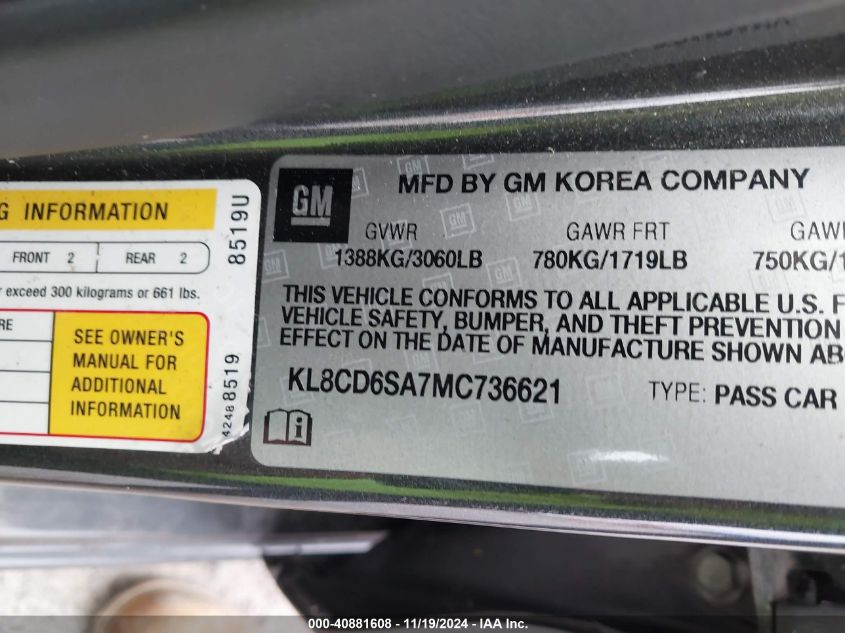 G INFORMATION
FRONT 2 REAR 2
r exceed 300 kilograms or 661 lbs.
RE
SEE OWNER'S
MANUAL FOR
ADDITIONAL
INFORMATION
8519U
42488519
GM
MFD BY GM KOREA COMPANY
GVWR GAWR FRT GAW
1388KG/3060LB 780KG/1719LB 750KG/1
THIS VEHICLE CONFORMS TO ALL APPLICABLE U.S. F
VEHICLE SAFETY, BUMPER, AND THEFT PREVENTION
EFFECT ON THE DATE OF MANUFACTURE SHOWN AB
KL8CD6SA7MC736621 TYPE: PASS CAR
000-40881608 - 11/19/2024 - IAA Inc.